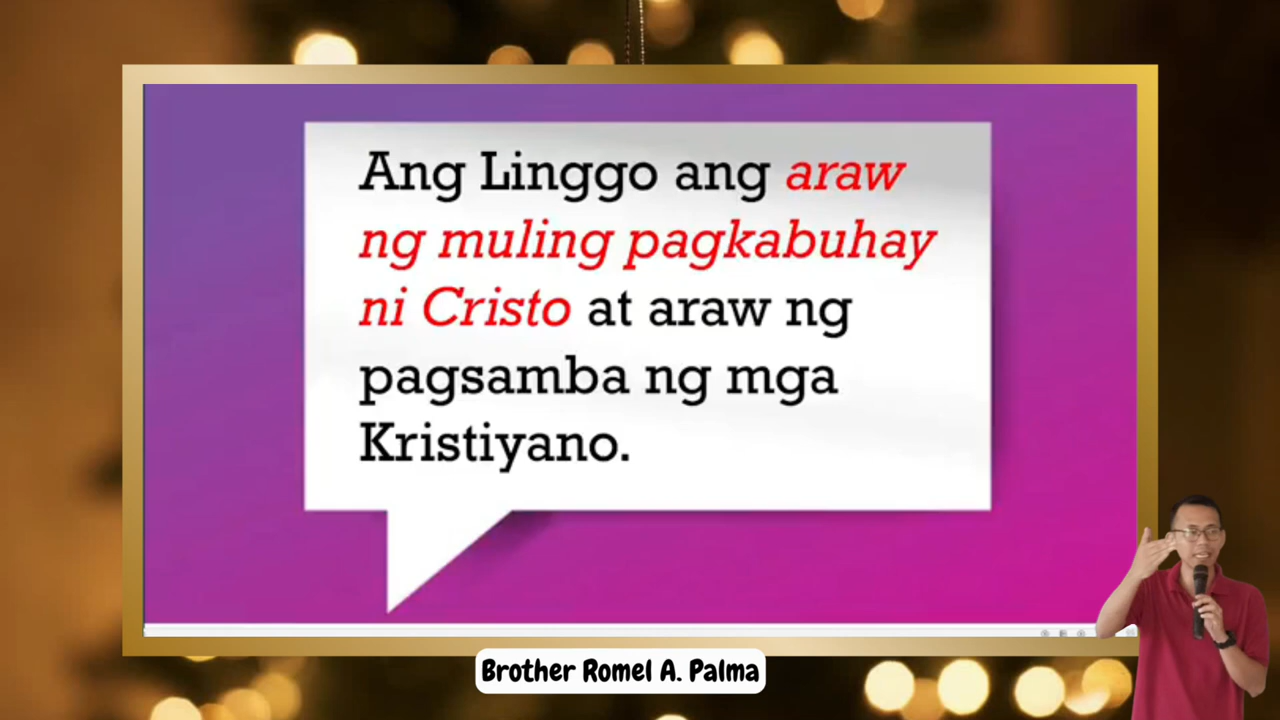 Ang Linggo ang araw
ng muling pagkabuhay
ni Cristo at araw ng
pagsamba ng mga
Kristiyano.
Brother Romel A. Palma